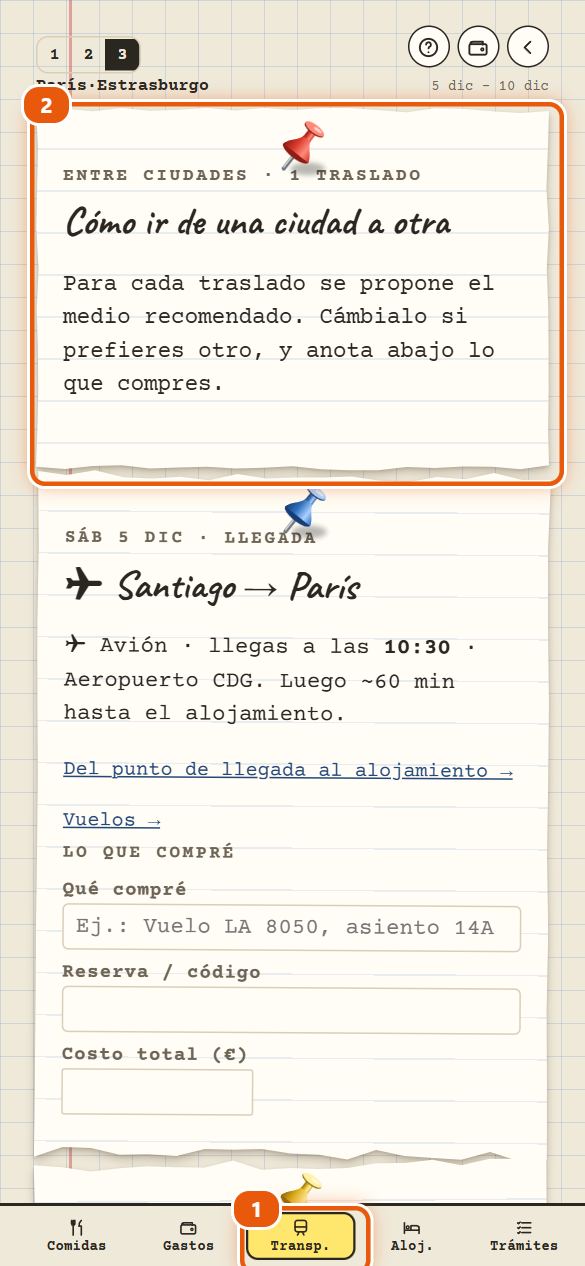 1 2 3
París·Estrasburgo
5 dic – 10 dic
2
ENTRE CIUDADES · 1 TRASLADO
Cómo ir de una ciudad a otra
Para cada traslado se propone el
medio recomendado. Cámbialo si
prefieres otro, y anota abajo lo
que compres.
SÁB 5 DIC · LLEGADA
Santiago → París
Avión · llegas a las 10:30 ·
Aeropuerto CDG. Luego ~60 min
hasta el alojamiento.
Del punto de llegada al alojamiento →
Vuelos →
LO QUE COMPRÉ
Qué compré
Ej.: Vuelo LA 8050, asiento 14A
Reserva / código
Costo total (€)
1
Comidas
Gastos
Transp.
Aloj.
Trámites